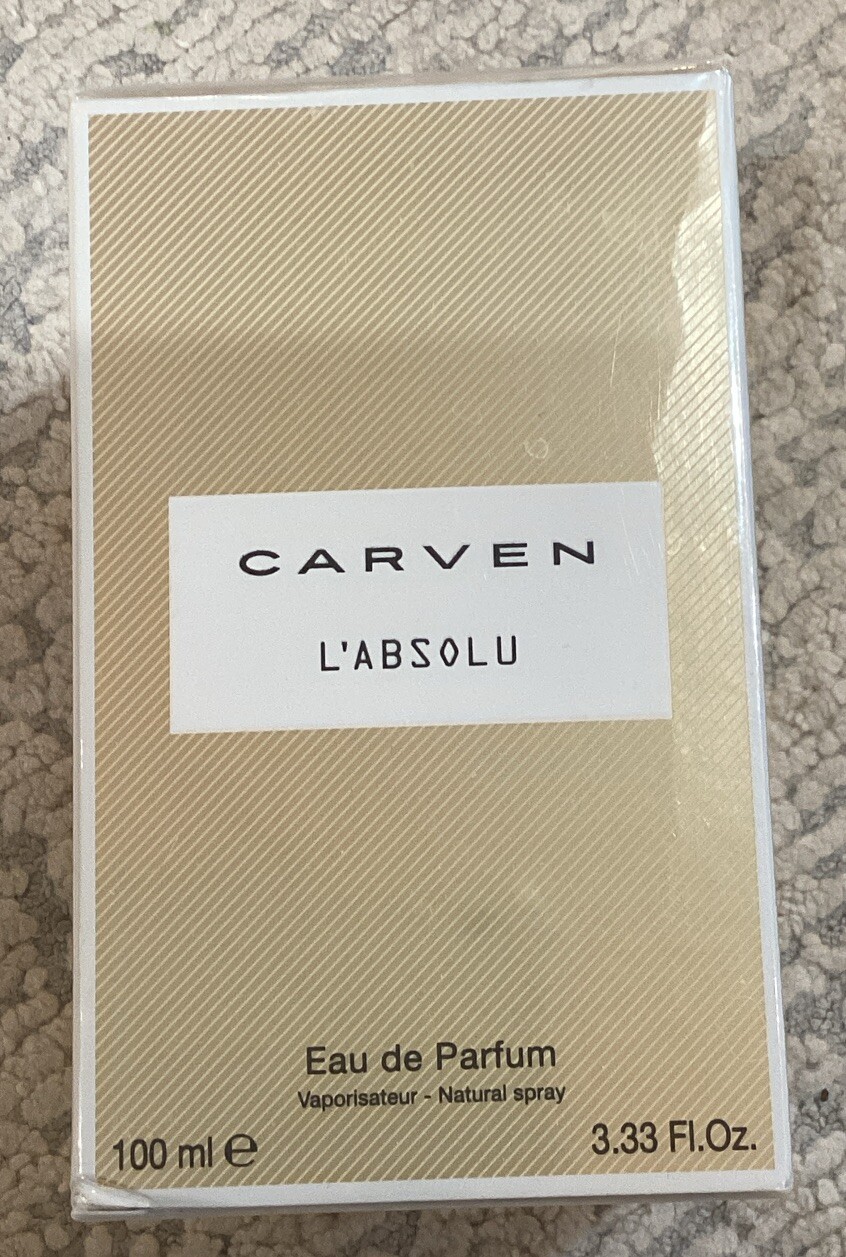 CARVEN
L'ABSOLU
Eau de Parfum
Vaporisateur - Natural spray
100 ml ℮
3.33 Fl.Oz.